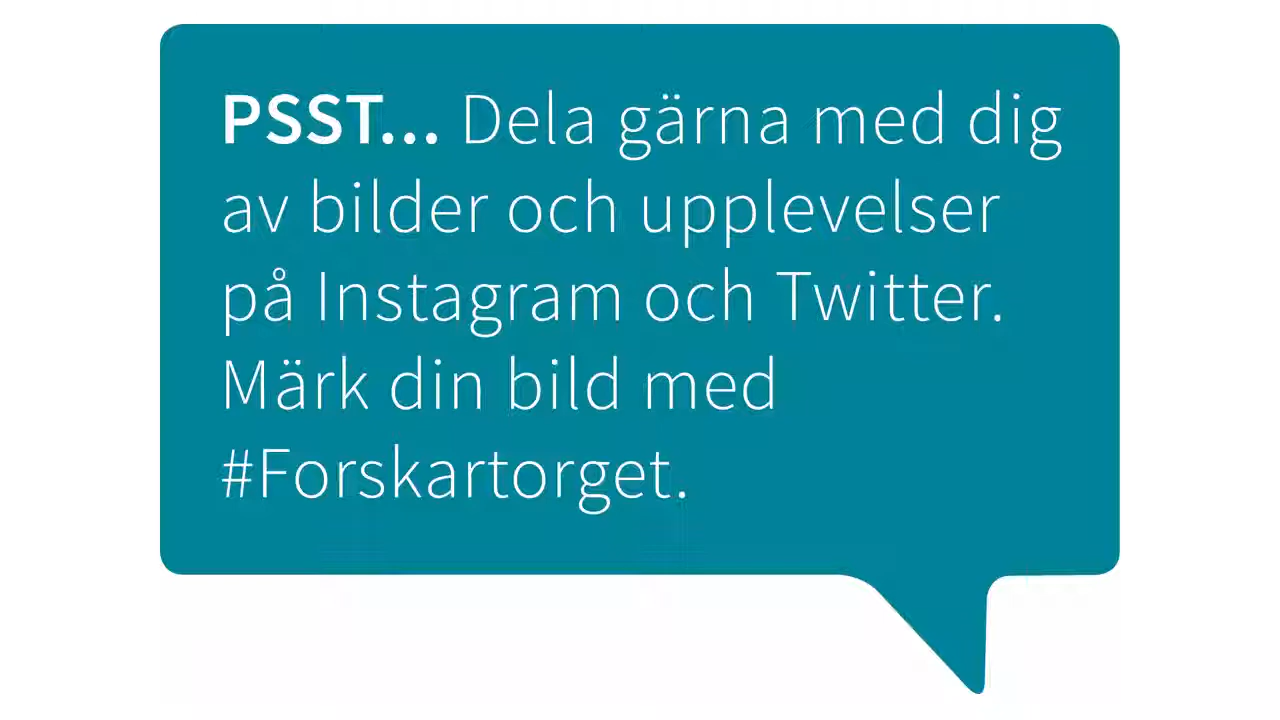 PSST... Dela gärna med dig
av bilder och upplevelser
på Instagram och Twitter.
Märk din bild med
#Forskartorget.